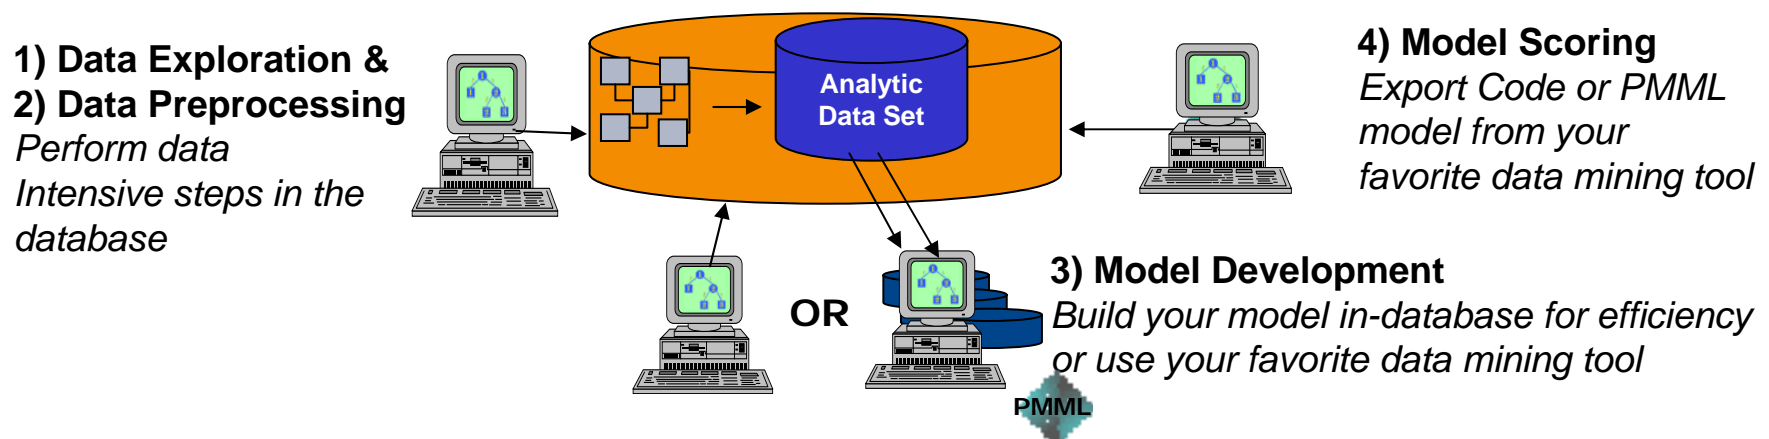 1) Data Exploration &
2) Data Preprocessing
Perform data
Intensive steps in the
database
Analytic
Data Set
4) Model Scoring
Export Code or PMML
model from your
favorite data mining tool
OR
3) Model Development
Build your model in-database for efficiency
or use your favorite data mining tool
PMML